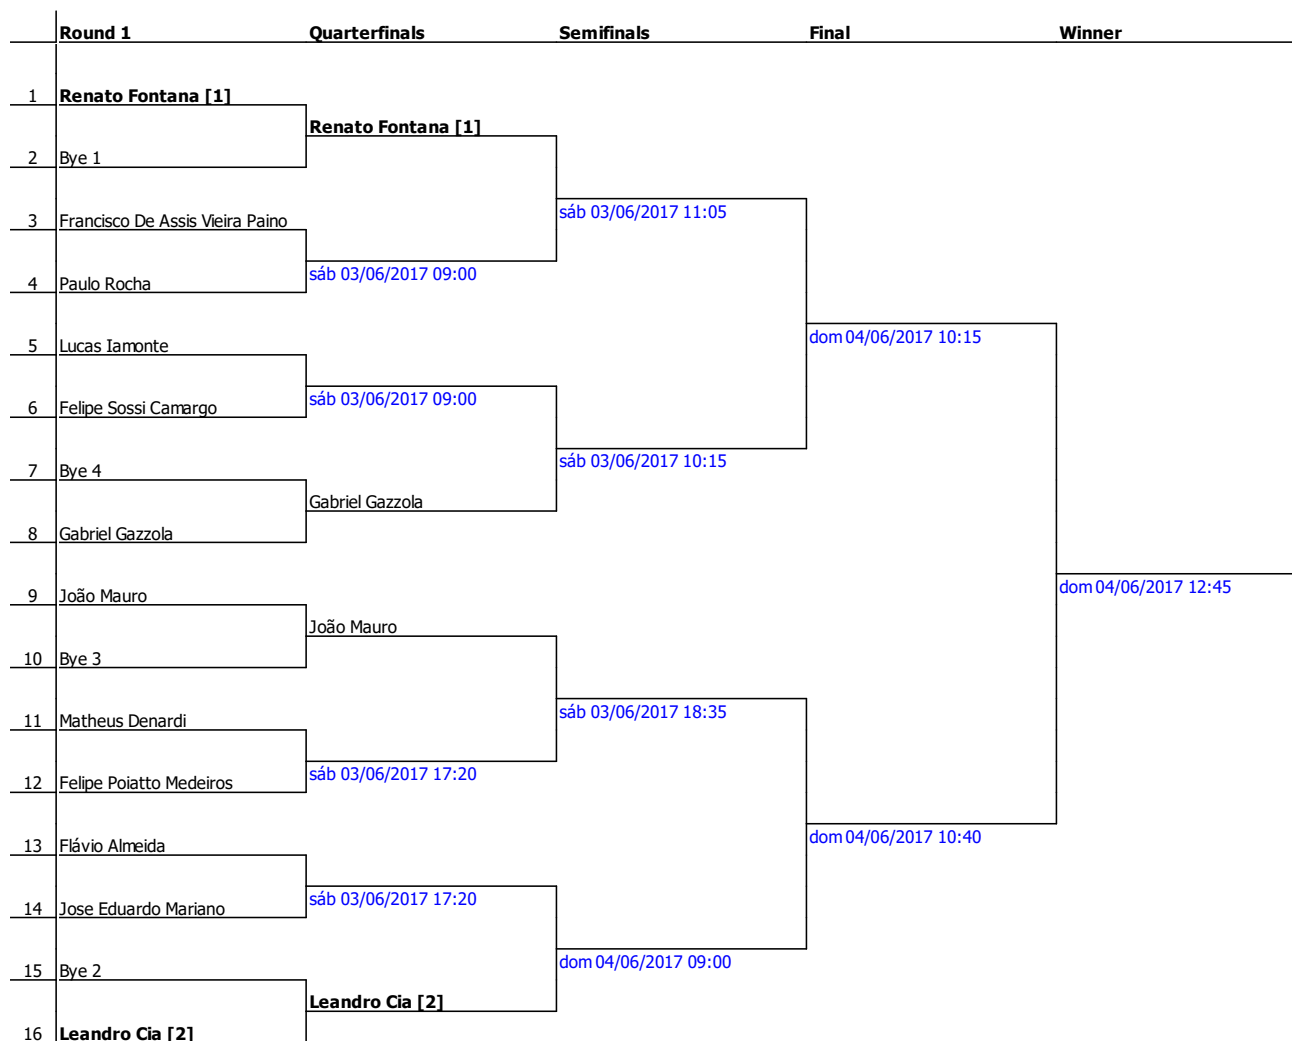 Round 1 Quarterfinals Semifinals Final Winner
1 Renato Fontana [1]
Renato Fontana [1]
2 Bye 1
sáb 03/06/2017 11:05
3 Francisco De Assis Vieira Paino
sáb 03/06/2017 09:00
4 Paulo Rocha
dom 04/06/2017 10:15
5 Lucas Iamonte
sáb 03/06/2017 09:00
6 Felipe Sossi Camargo
sáb 03/06/2017 10:15
7 Bye 4
Gabriel Gazzola
8 Gabriel Gazzola
dom 04/06/2017 12:45
9 João Mauro
João Mauro
10 Bye 3
sáb 03/06/2017 18:35
11 Matheus Denardi
sáb 03/06/2017 17:20
12 Felipe Poiatto Medeiros
dom 04/06/2017 10:40
13 Flávio Almeida
sáb 03/06/2017 17:20
14 Jose Eduardo Mariano
dom 04/06/2017 09:00
15 Bye 2
Leandro Cia [2]
16 Leandro Cia [2]